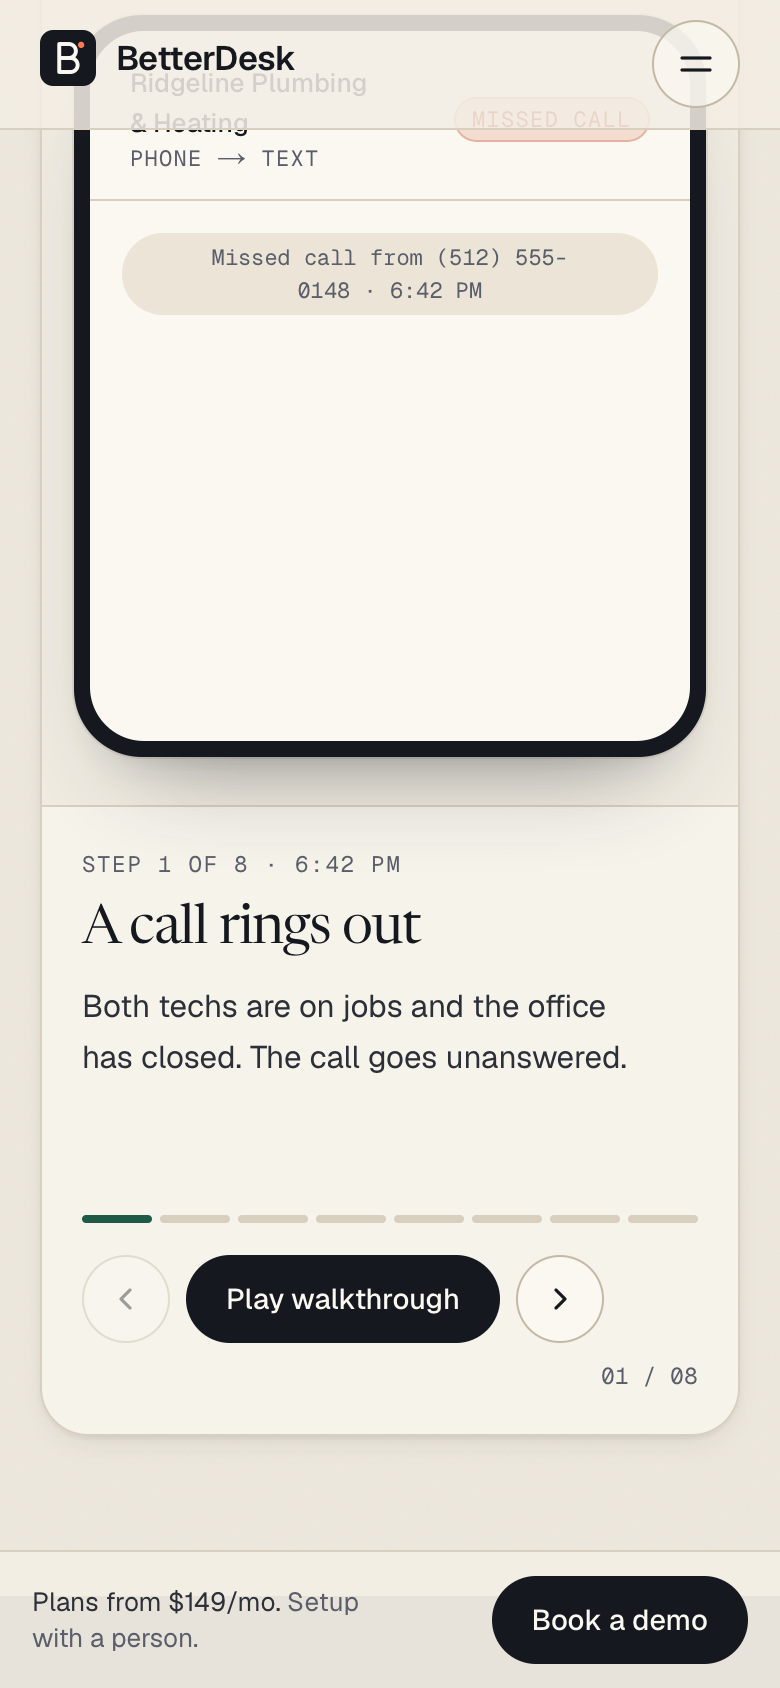 B
BetterDesk
Ridgeline Plumbing
& Heating
MISSED CALL
PHONE → TEXT
Missed call from (512) 555-
0148 · 6:42 PM
STEP 1 OF 8 · 6:42 PM
A call rings out
Both techs are on jobs and the office
has closed. The call goes unanswered.
Play walkthrough
01 / 08
Plans from $149/mo. Setup
with a person.
Book a demo